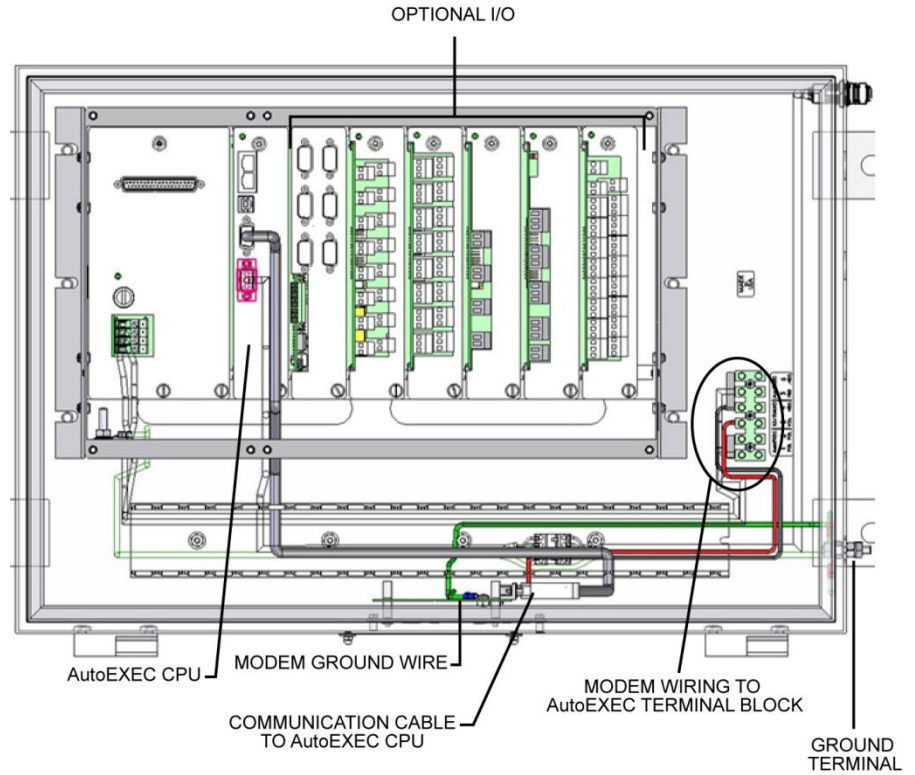 OPTIONAL I/O
AutoEXEC CPU
MODEM GROUND WIRE
COMMUNICATION CABLE
TO AutoEXEC CPU
MODEM WIRING TO
AutoEXEC TERMINAL BLOCK
GROUND
TERMINAL